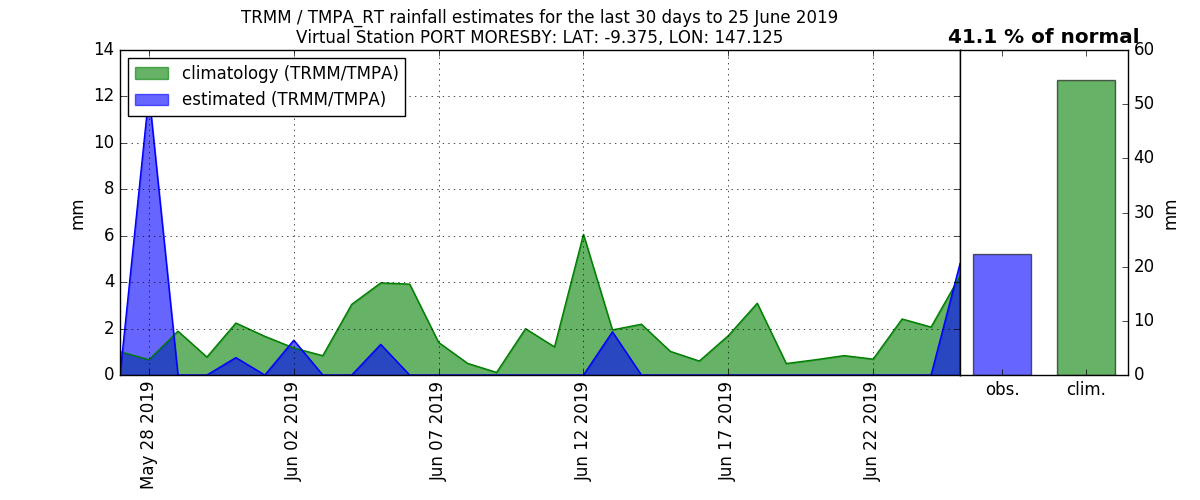 TRMM / TMPA_RT rainfall estimates for the last 30 days to 25 June 2019
Virtual Station PORT MORESBY: LAT: -9.375, LON: 147.125
41.1 % of normal
climatology (TRMM/TMPA)
estimated (TRMM/TMPA)
mm
14
12
10
8
6
4
2
0
May 28 2019
Jun 02 2019
Jun 07 2019
Jun 12 2019
Jun 17 2019
Jun 22 2019
obs.
clim.
60
50
40
30
20
10
0
mm